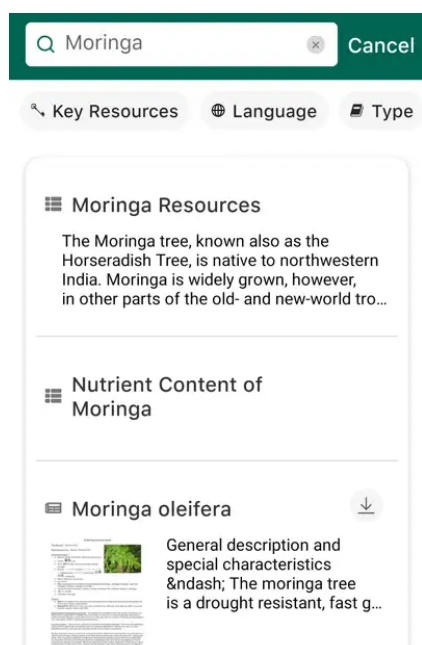 Moringa
Cancel
Key Resources
Language
Type
Moringa Resources
The Moringa tree, known also as the
Horseradish Tree, is native to northwestern
India. Moringa is widely grown, however,
in other parts of the old- and new-world tro...
Nutrient Content of
Moringa
Moringa oleifera
General description and
special characteristics
&ndash; The moringa tree
is a drought resistant, fast g...